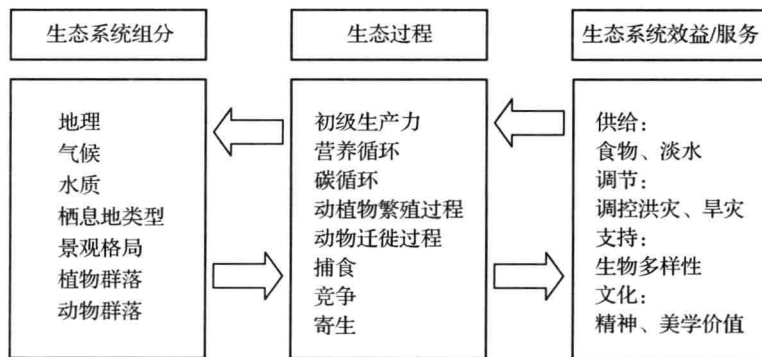 生态系统组分
生态过程
生态系统效益/服务
地理
气候
水质
栖息地类型
景观格局
植物群落
动物群落
初级生产力
营养循环
碳循环
动植物繁殖过程
动物迁徙过程
捕食
竞争
寄生
供给：
食物、淡水
调节：
调控洪灾、旱灾
支持：
生物多样性
文化：
精神、美学价值